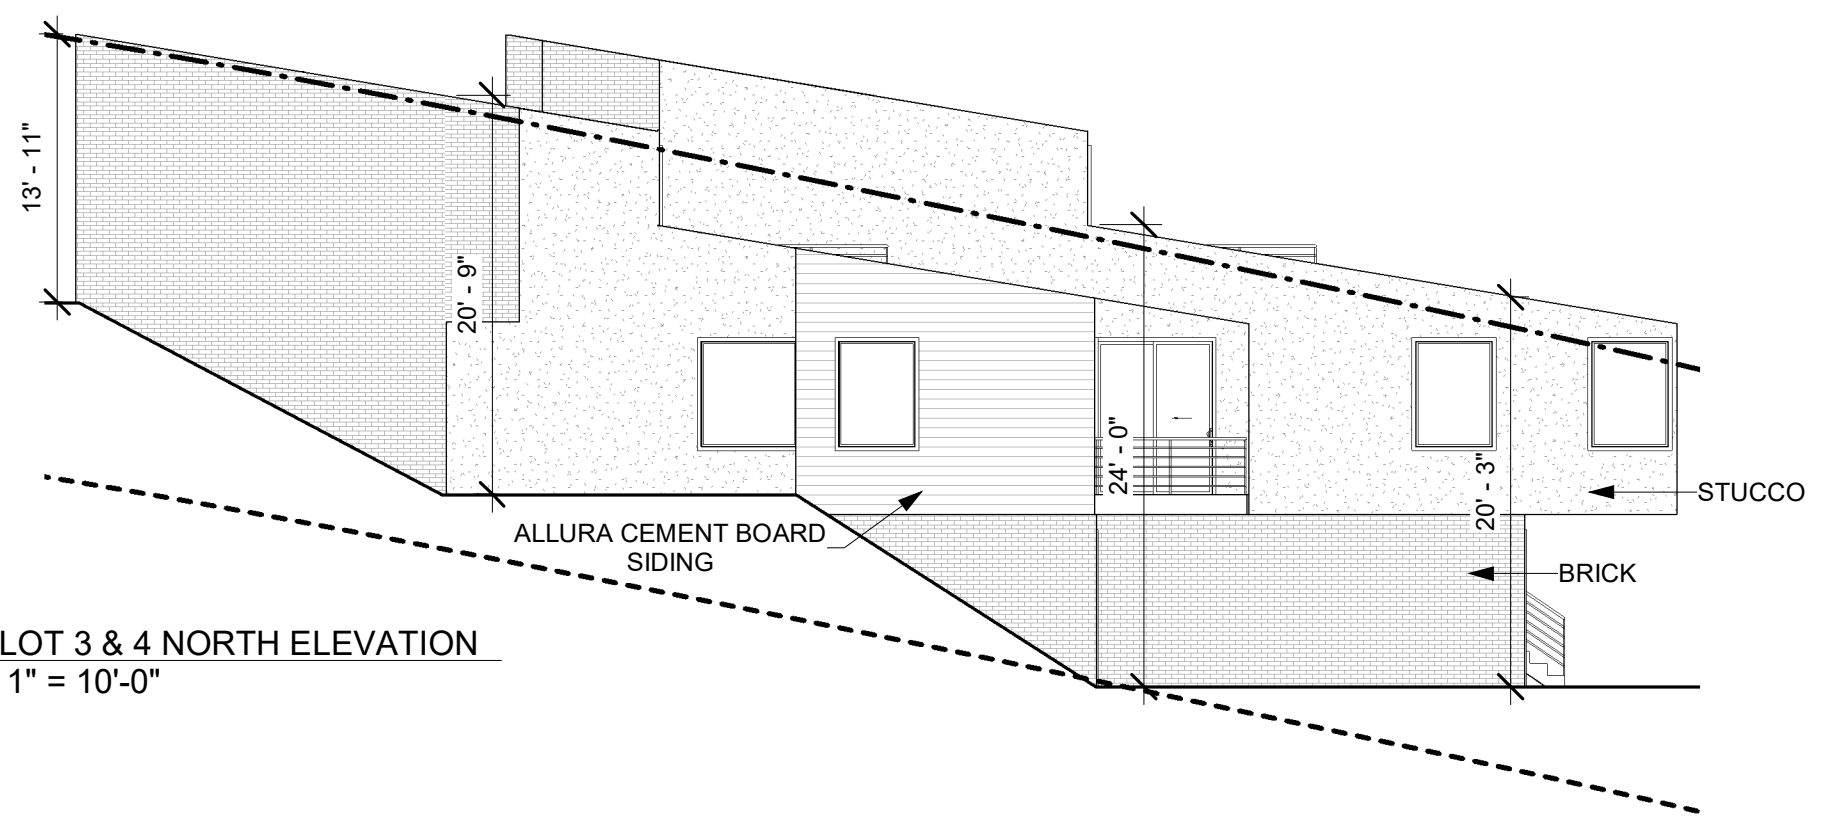 13' - 11"
20' - 9"
24' - 0"
20' - 3"
STUCCO
ALLURA CEMENT BOARD
SIDING
BRICK
LOT 3 & 4 NORTH ELEVATION
1" = 10'-0"